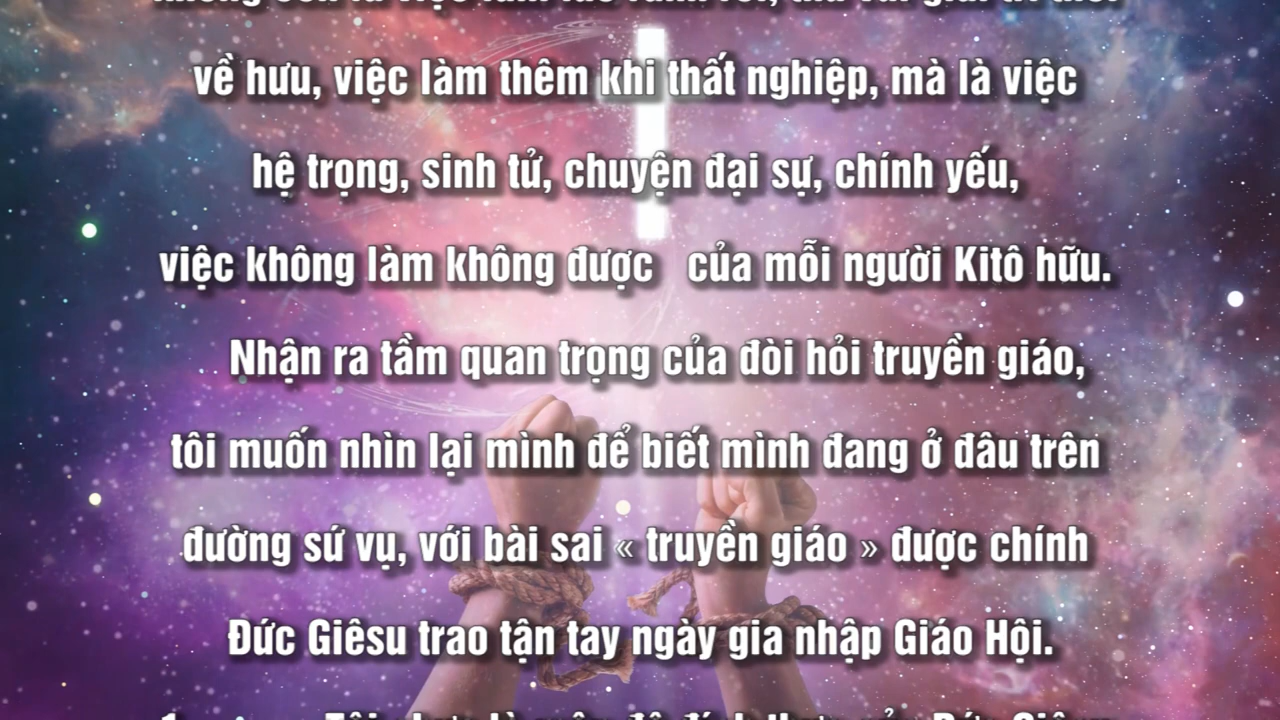 về hưu, việc làm thêm khi thất nghiệp, mà là việc
hệ trọng, sinh tử, chuyện đại sự, chính yếu,
việc không làm không được của mỗi người Kitô hữu.
Nhận ra tầm quan trọng của đòi hỏi truyền giáo,
tôi muốn nhìn lại mình để biết mình đang ở đâu trên
đường sứ vụ, với bài sai « truyền giáo » được chính
Đức Giêsu trao tận tay ngày gia nhập Giáo Hội.